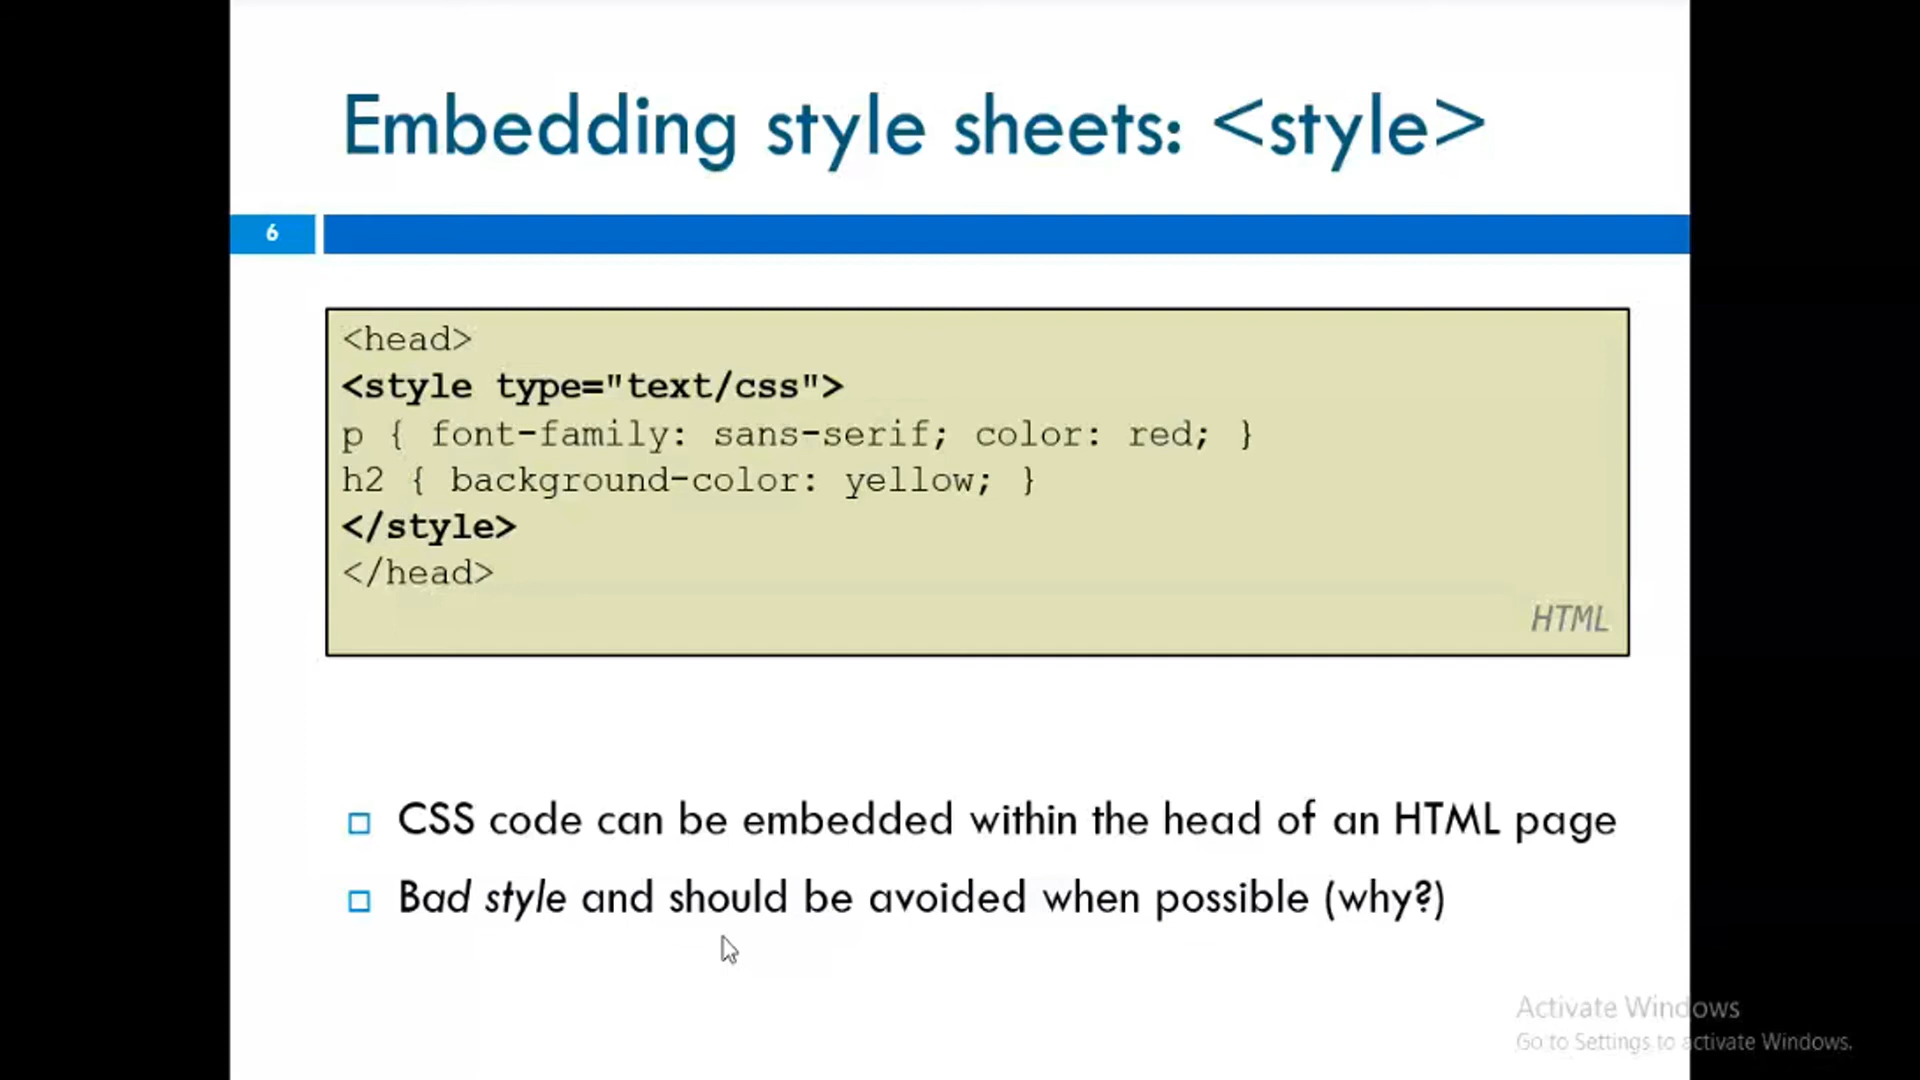 Embedding style sheets: <style>
6
<head>
<style type="text/css">
p { font-family: sans-serif; color: red; }
h2 { background-color: yellow; }
</style>
</head>
HTML
CSS code can be embedded within the head of an HTML page
Bad style and should be avoided when possible (why?)
Activate Windows
Go to Settings to activate Windows.